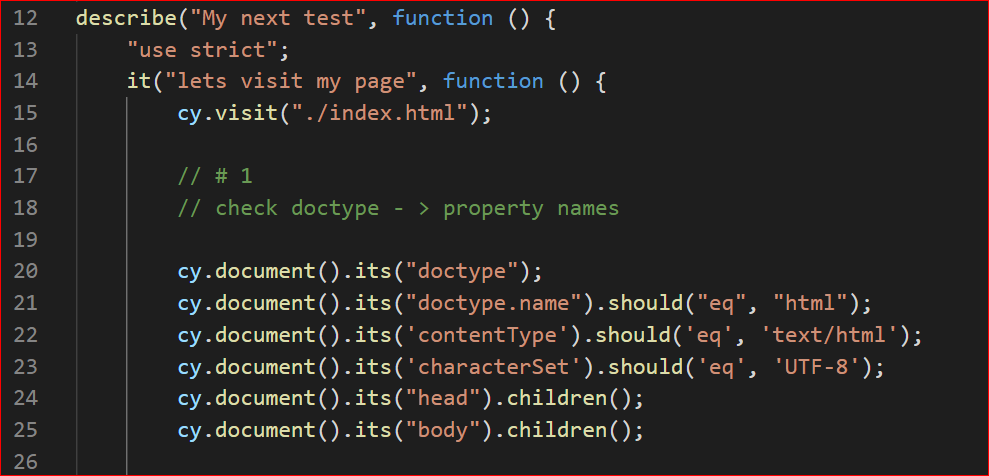 12 describe("My next test", function () {
13     "use strict";
14     it("lets visit my page", function () {
15         cy.visit("./index.html");
16
17         // # 1
18         // check doctype - > property names
19
20         cy.document().its("doctype");
21         cy.document().its("doctype.name").should("eq", "html");
22         cy.document().its('contentType').should('eq', 'text/html');
23         cy.document().its('characterSet').should('eq', 'UTF-8');
24         cy.document().its("head").children();
25         cy.document().its("body").children();
26